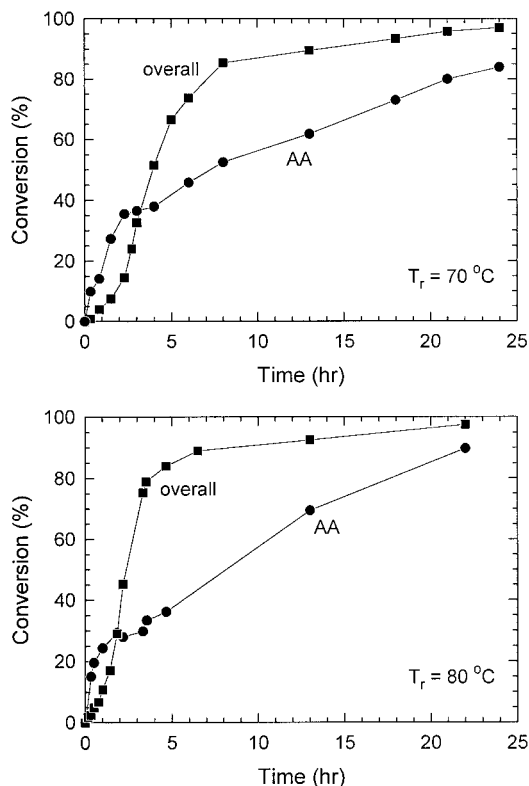 100
80
60
40
20
0
Conversion (%)
overall
AA
T_r = 70 °C
0 5 10 15 20 25
Time (hr)
100
80
60
40
20
0
Conversion (%)
overall
AA
T_r = 80 °C
0 5 10 15 20 25
Time (hr)